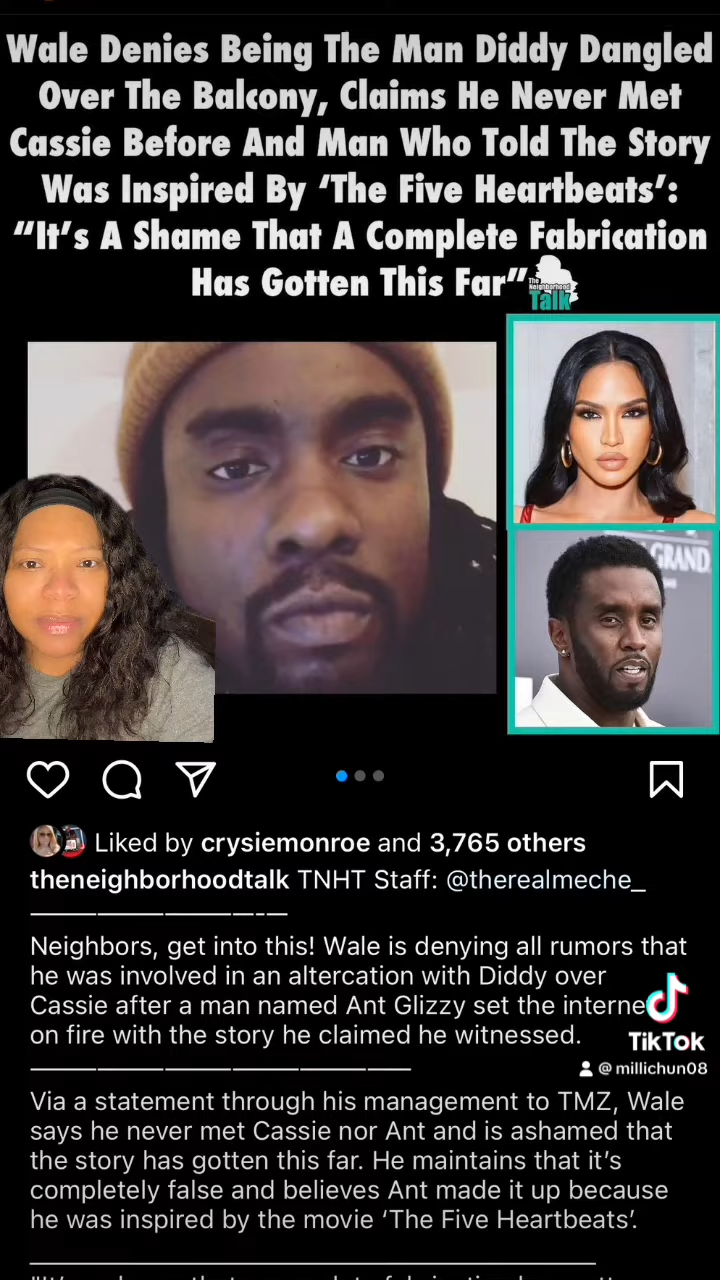 Wale Denies Being The Man Diddy Dangled
Over The Balcony, Claims He Never Met
Cassie Before And Man Who Told The Story
Was Inspired By ‘The Five Heartbeats’:
“It’s A Shame That A Complete Fabrication
Has Gotten This Far”
The
Neighborhood
Talk
GRAND
Liked by crysiemonroe and 3,765 others
theneighborhoodtalk TNHT Staff: @therealmeche_
Neighbors, get into this! Wale is denying all rumors that
he was involved in an altercation with Diddy over
Cassie after a man named Ant Glizzy set the interne
on fire with the story he claimed he witnessed.
TikTok
@millichun08
Via a statement through his management to TMZ, Wale
says he never met Cassie nor Ant and is ashamed that
the story has gotten this far. He maintains that it’s
completely false and believes Ant made it up because
he was inspired by the movie ‘The Five Heartbeats’.